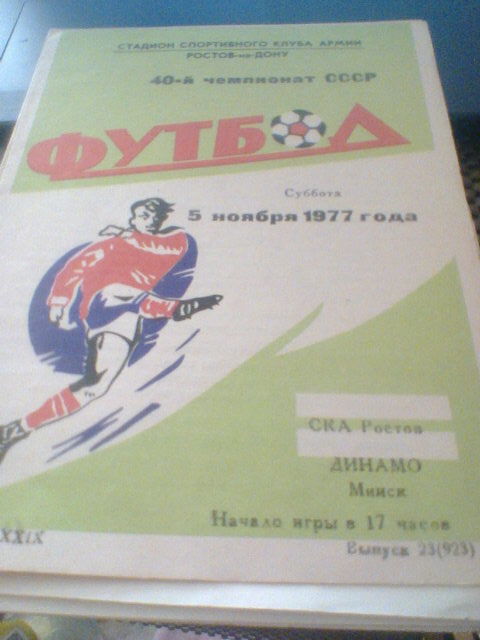 СТАДИОН СПОРТИВНОГО КЛУБА АРМИИ
РОСТОВ-на-ДОНУ
40-й чемпионат СССР
ФУТБОЛ
Суббота
5 ноября 1977 года
СКА Ростов
ДИНАМО
Минск
Начало игры в 17 часов
XXIX
Выпуск 23(923)